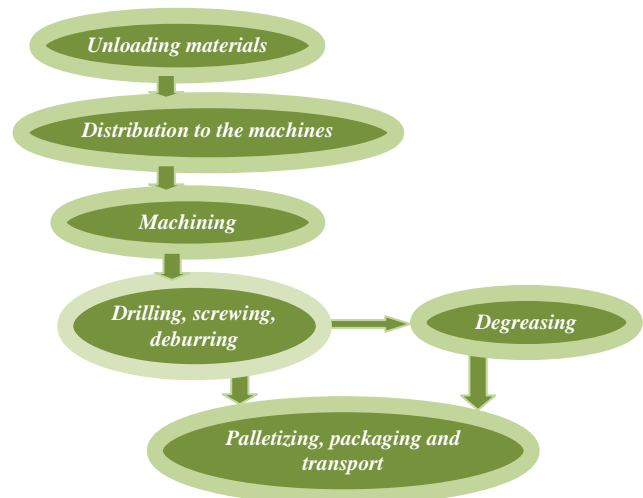 Unloading materials
Distribution to the machines
Machining
Drilling, screwing,
deburring
Degreasing
Palletizing, packaging and
transport